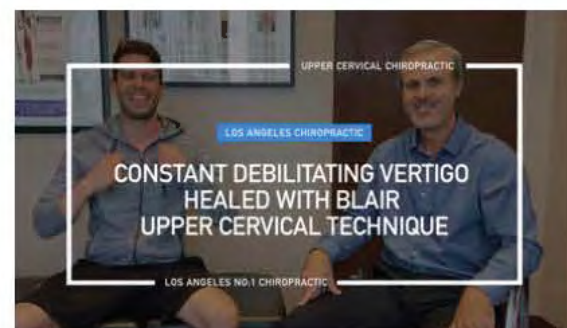 UPPER CERVICAL CHIROPRACTIC
LOS ANGELES CHIROPRACTIC
CONSTANT DEBILITATING VERTIGO
HEALED WITH BLAIR
UPPER CERVICAL TECHNIQUE
LOS ANGELES NO:1 CHIROPRACTIC